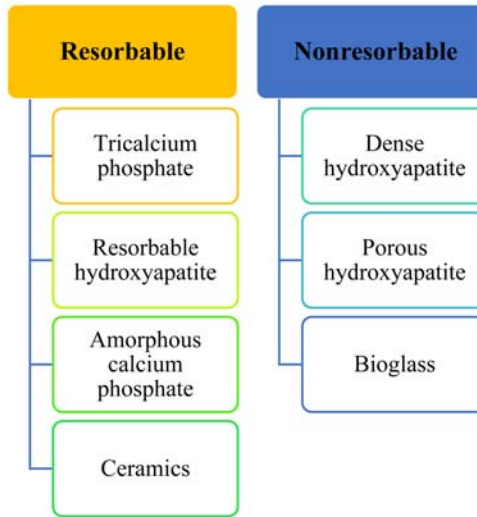 Resorbable
Tricalcium
phosphate
Resorbable
hydroxyapatite
Amorphous
calcium
phosphate
Ceramics
Nonresorbable
Dense
hydroxyapatite
Porous
hydroxyapatite
Bioglass